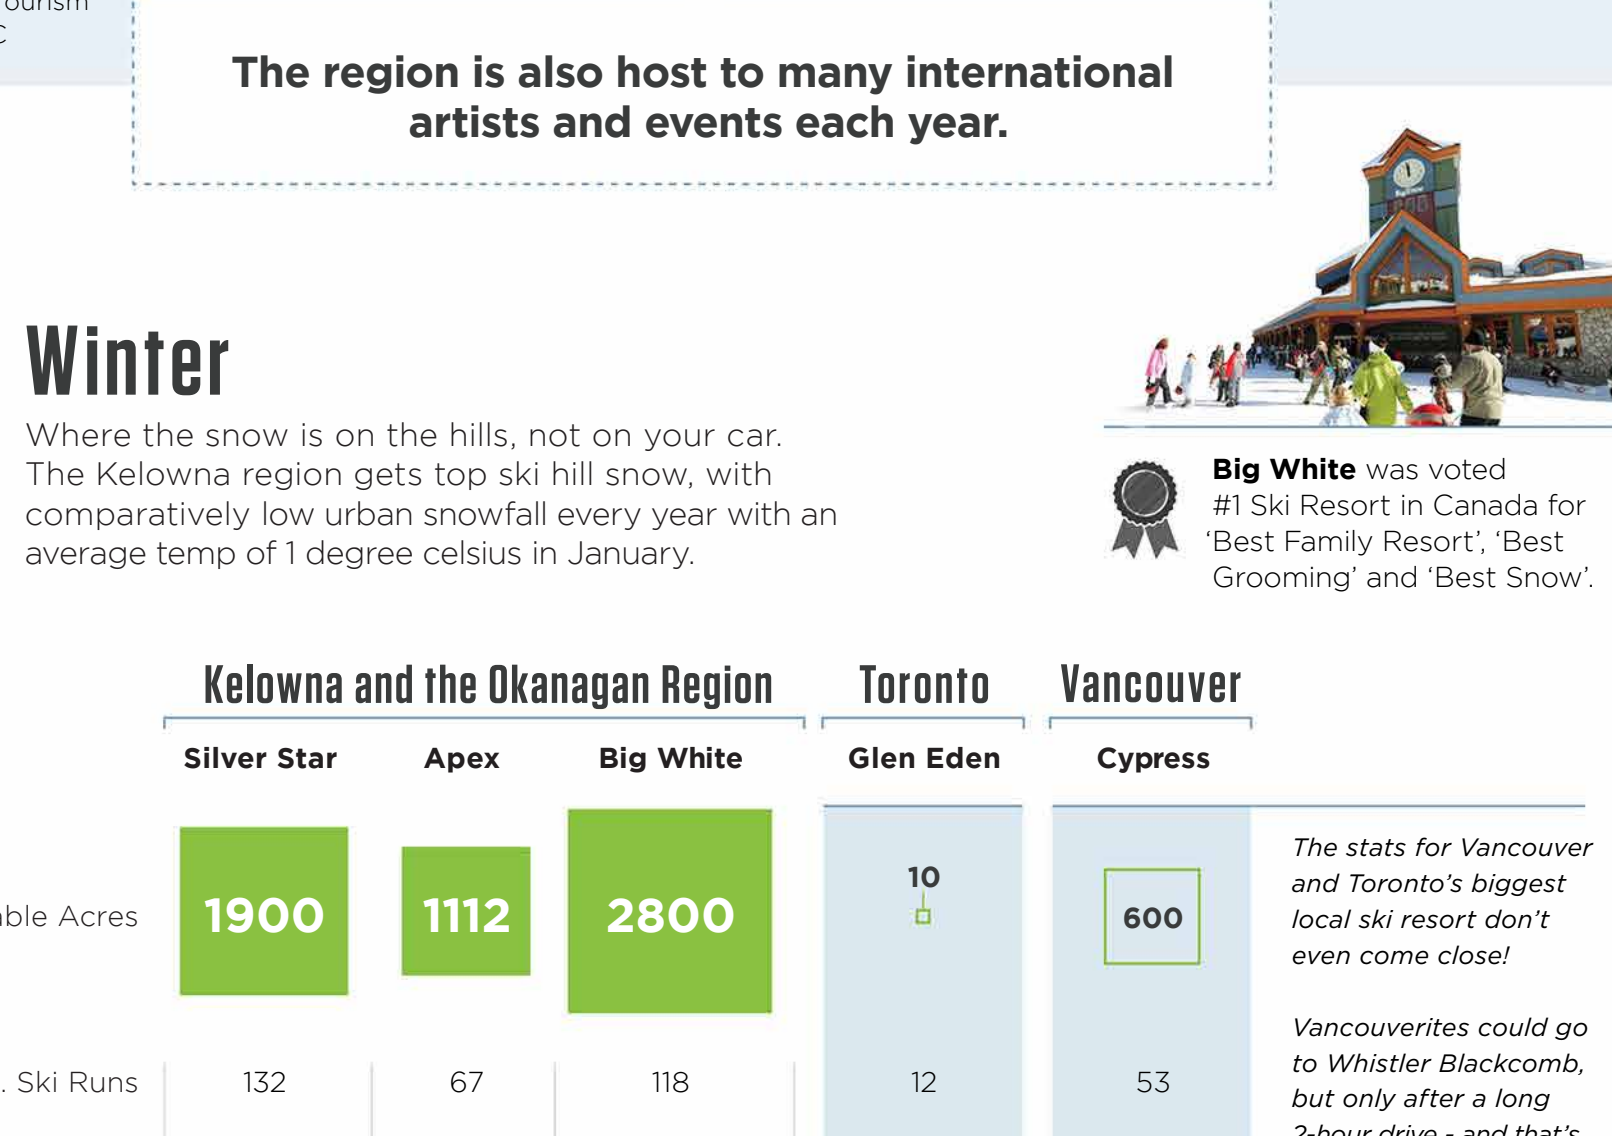 The region is also host to many international
artists and events each year.
Winter
Where the snow is on the hills, not on your car.
The Kelowna region gets top ski hill snow, with
comparatively low urban snowfall every year with an
average temp of 1 degree celsius in January.
Big White was voted
#1 Ski Resort in Canada for
‘Best Family Resort’, ‘Best
Grooming’ and ‘Best Snow’.
Kelowna and the Okanagan Region Toronto Vancouver
Silver Star Apex Big White Glen Eden Cypress
Acres 1900 1112 2800 10 600
The stats for Vancouver
and Toronto’s biggest
local ski resort don’t
even come close!
. Ski Runs 132 67 118 12 53
Vancouverites could go
to Whistler Blackcomb,
but only after a long
2-hour drive - and that’s